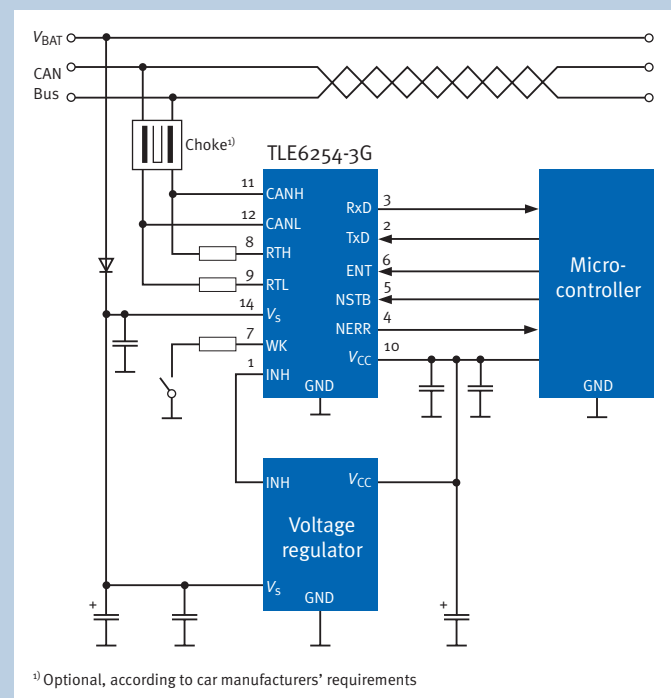 VBAT
CAN
Bus
Choke¹⁾
TLE6254-3G
11 CANH
12 CANL
8 RTH
9 RTL
14 Vs
7 WK
1 INH
RxD 3
TxD 2
ENT 6
NSTB 5
NERR 4
VCC 10
GND
Micro-
controller
GND
INH
VCC
Voltage
regulator
Vs
GND
+
+
¹⁾ Optional, according to car manufacturers’ requirements